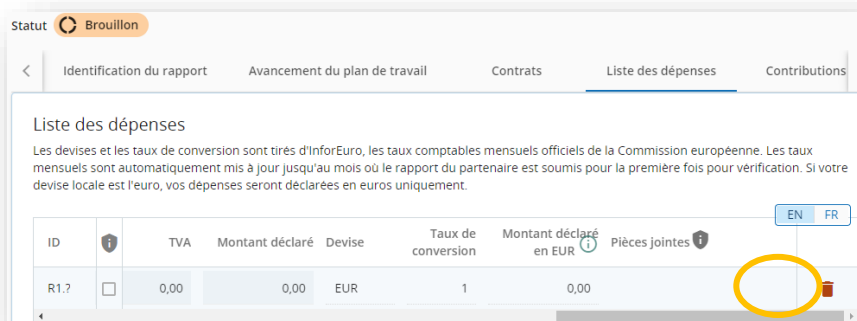 Statut Brouillon
Identification du rapport Avancement du plan de travail Contrats Liste des dépenses Contributions
Liste des dépenses
Les devises et les taux de conversion sont tirés d'InforEuro, les taux comptables mensuels officiels de la Commission européenne. Les taux
mensuels sont automatiquement mis à jour jusqu'au mois où le rapport du partenaire est soumis pour la première fois pour vérification. Si votre
devise locale est l'euro, vos dépenses seront déclarées en euros uniquement.
EN FR
ID TVA Montant déclaré Devise Taux de conversion Montant déclaré en EUR Pièces jointes
R1.? 0,00 0,00 EUR 1 0,00